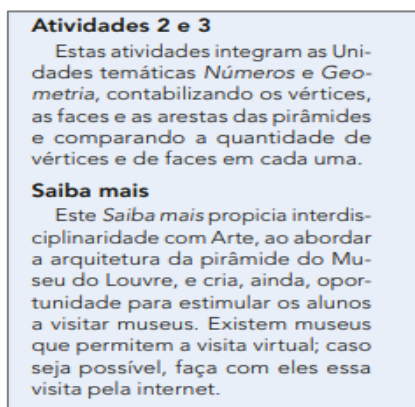 Atividades 2 e 3
Estas atividades integram as Uni-
dades temáticas Números e Geo-
metria, contabilizando os vértices,
as faces e as arestas das pirâmides
e comparando a quantidade de
vértices e de faces em cada uma.
Saiba mais
Este Saiba mais propicia interdis-
ciplinaridade com Arte, ao abordar
a arquitetura da pirâmide do Mu-
seu do Louvre, e cria, ainda, opor-
tunidade para estimular os alunos
a visitar museus. Existem museus
que permitem a visita virtual; caso
seja possível, faça com eles essa
visita pela internet.